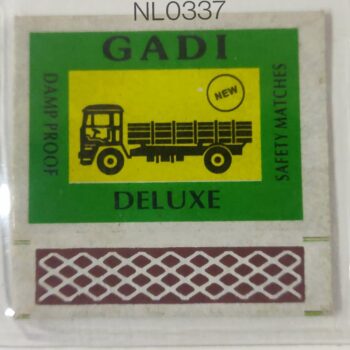 NL0337
GADI
DAMP PROOF
NEW
SAFETY MATCHES
DELUXE